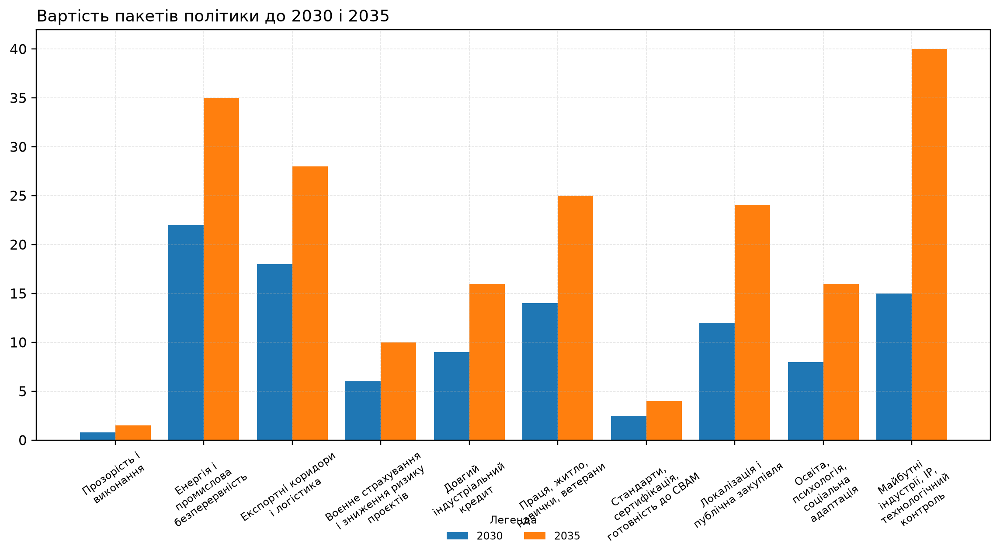 Вартість пакетів політики до 2030 і 2035
40
35
30
25
20
15
10
5
0
Прозорість і
виконання
Енергія і
промислова
безперервність
Експортні коридори
і логістика
Воєнне страхування
і зниження ризику
проєктів
Довгий
індустріальний
кредит
Праця, житло,
навички, ветерани
Стандарти,
сертифікація,
готовність до CBAM
Локалізація і
публічна закупівля
Освіта,
психологія,
соціальна
адаптація
Майбутні
індустрії, IP,
технологічний
контроль
Легенда
2030
2035